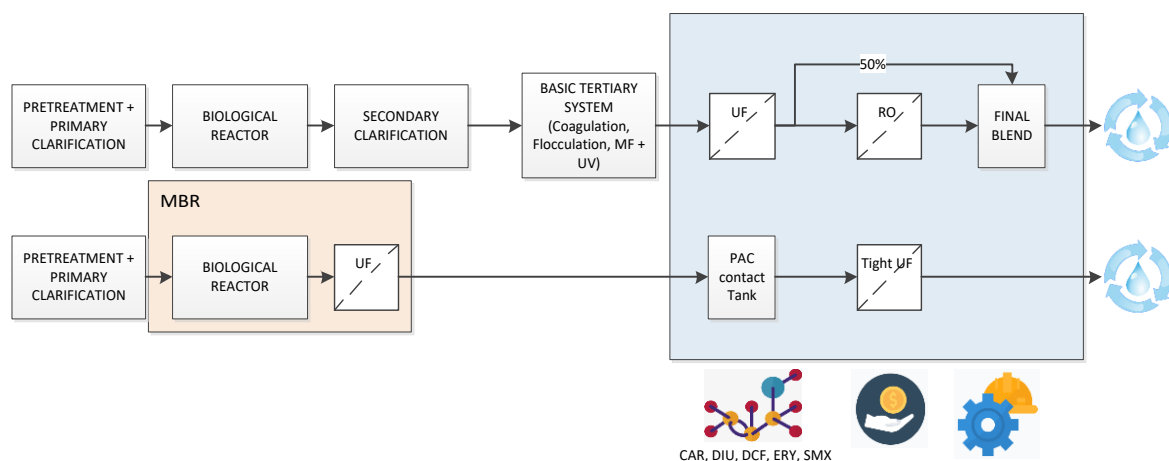 50%
PRETREATMENT +
PRIMARY
CLARIFICATION
BIOLOGICAL
REACTOR
SECONDARY
CLARIFICATION
BASIC TERTIARY
SYSTEM
(Coagulation,
Flocculation, MF +
UV)
UF
RO
FINAL
BLEND
MBR
PRETREATMENT +
PRIMARY
CLARIFICATION
BIOLOGICAL
REACTOR
UF
PAC
contact
Tank
Tight UF
$
CAR, DIU, DCF, ERY, SMX